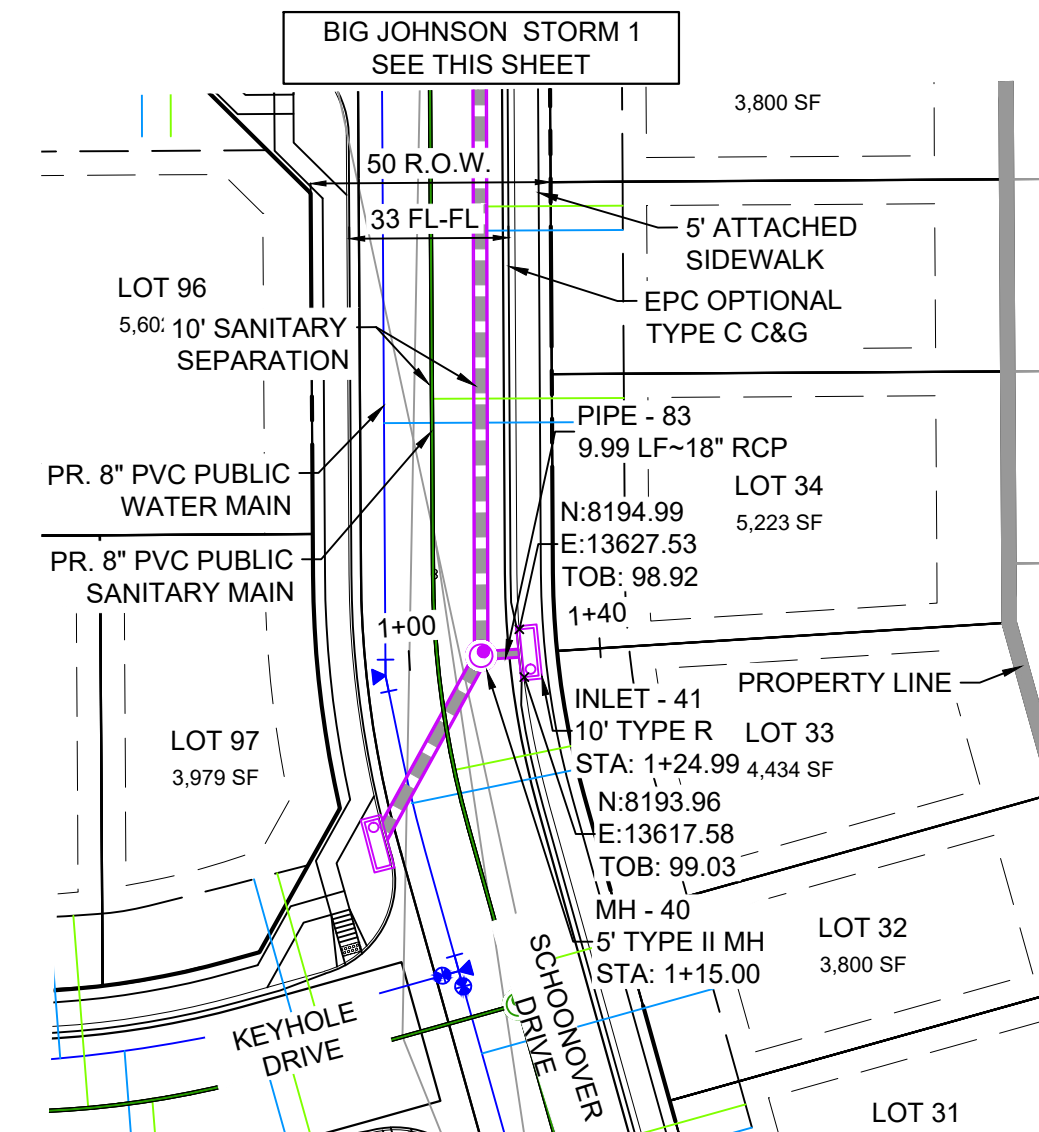 BIG JOHNSON STORM 1
SEE THIS SHEET
3,800 SF
50 R.O.W.
33 FL-FL
5' ATTACHED
SIDEWALK
EPC OPTIONAL
TYPE C C&G
LOT 96
5,60
10' SANITARY
SEPARATION
PIPE - 83
9.99 LF~18" RCP
PR. 8" PVC PUBLIC
WATER MAIN
LOT 34
5,223 SF
N:8194.99
E:13627.53
TOB: 98.92
PR. 8" PVC PUBLIC
SANITARY MAIN
1+00
1+40
PROPERTY LINE
INLET - 41
10' TYPE R
STA: 1+24.99
LOT 33
4,434 SF
LOT 97
3,979 SF
N:8193.96
E:13617.58
TOB: 99.03
MH - 40
5' TYPE II MH
STA: 1+15.00
LOT 32
3,800 SF
KEYHOLE
DRIVE
SCHOONOVER
DRIVE
LOT 31